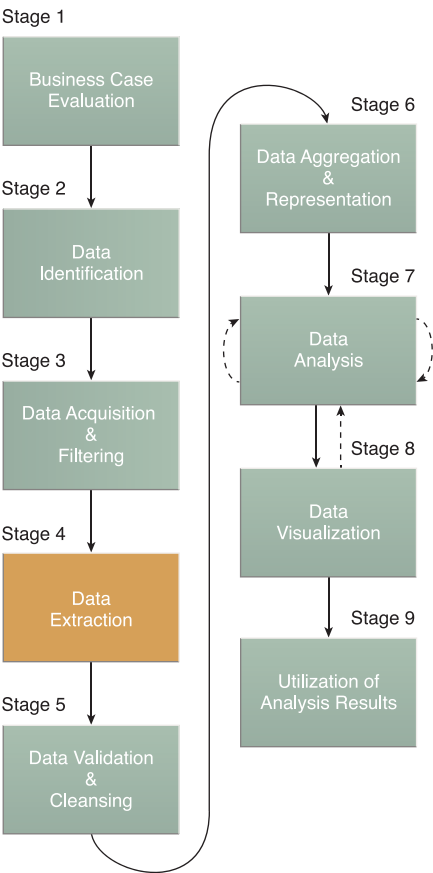 Stage 1
Business Case
Evaluation
Stage 2
Data
Identification
Stage 3
Data Acquisition
&
Filtering
Stage 4
Data
Extraction
Stage 5
Data Validation
&
Cleansing
Stage 6
Data Aggregation
&
Representation
Stage 7
Data
Analysis
Stage 8
Data
Visualization
Stage 9
Utilization of
Analysis Results